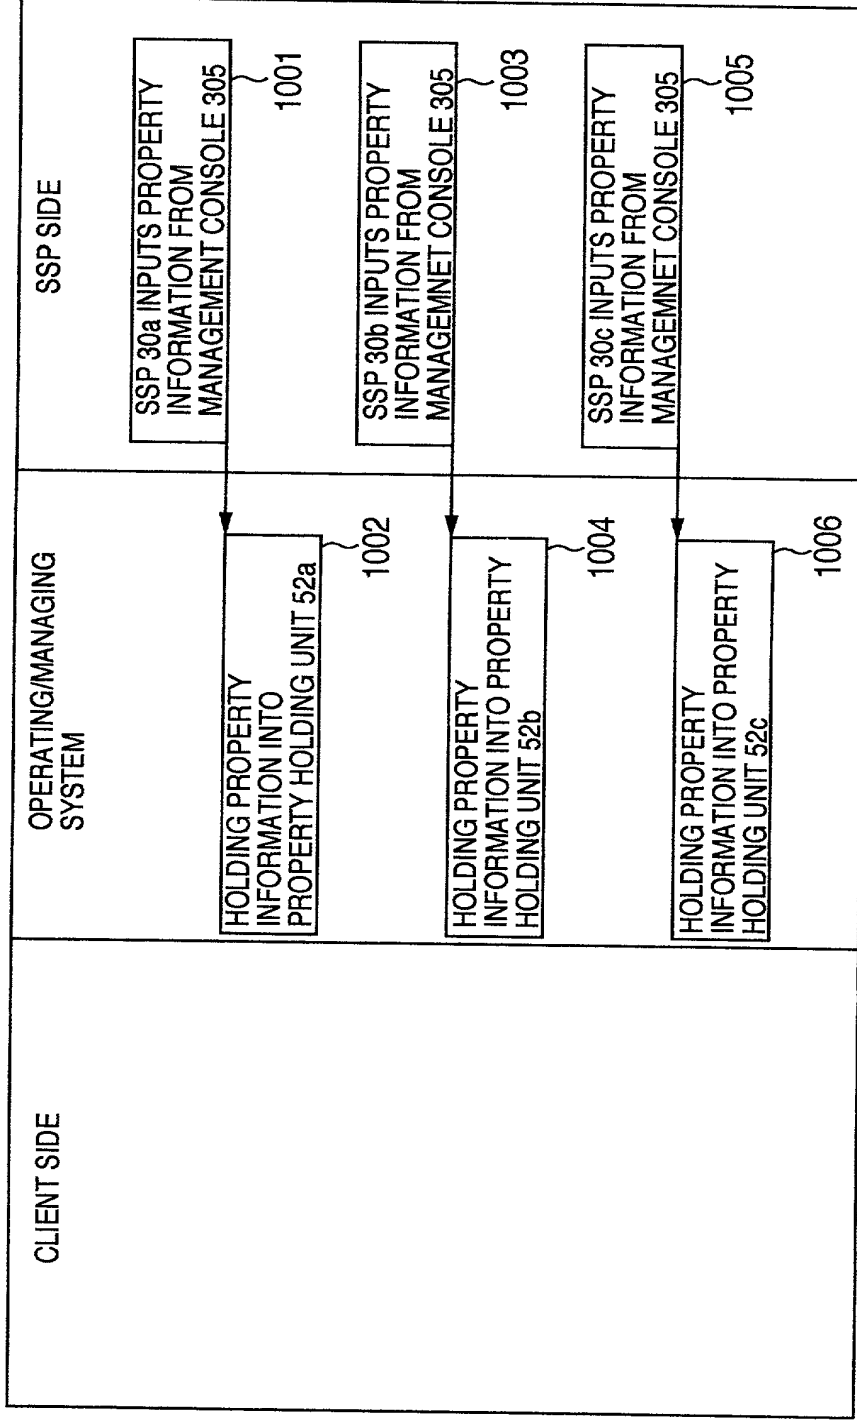 CLIENT SIDE
OPERATING/MANAGING
SYSTEM
SSP SIDE
SSP 30a INPUTS PROPERTY
INFORMATION FROM
MANAGEMENT CONSOLE 305
1001
HOLDING PROPERTY
INFORMATION INTO
PROPERTY HOLDING UNIT 52a
1002
SSP 30b INPUTS PROPERTY
INFORMATION FROM
MANAGEMNET CONSOLE 305
1003
HOLDING PROPERTY
INFORMATION INTO PROPERTY
HOLDING UNIT 52b
1004
SSP 30c INPUTS PROPERTY
INFORMATION FROM
MANAGEMNET CONSOLE 305
1005
HOLDING PROPERTY
INFORMATION INTO PROPERTY
HOLDING UNIT 52c
1006